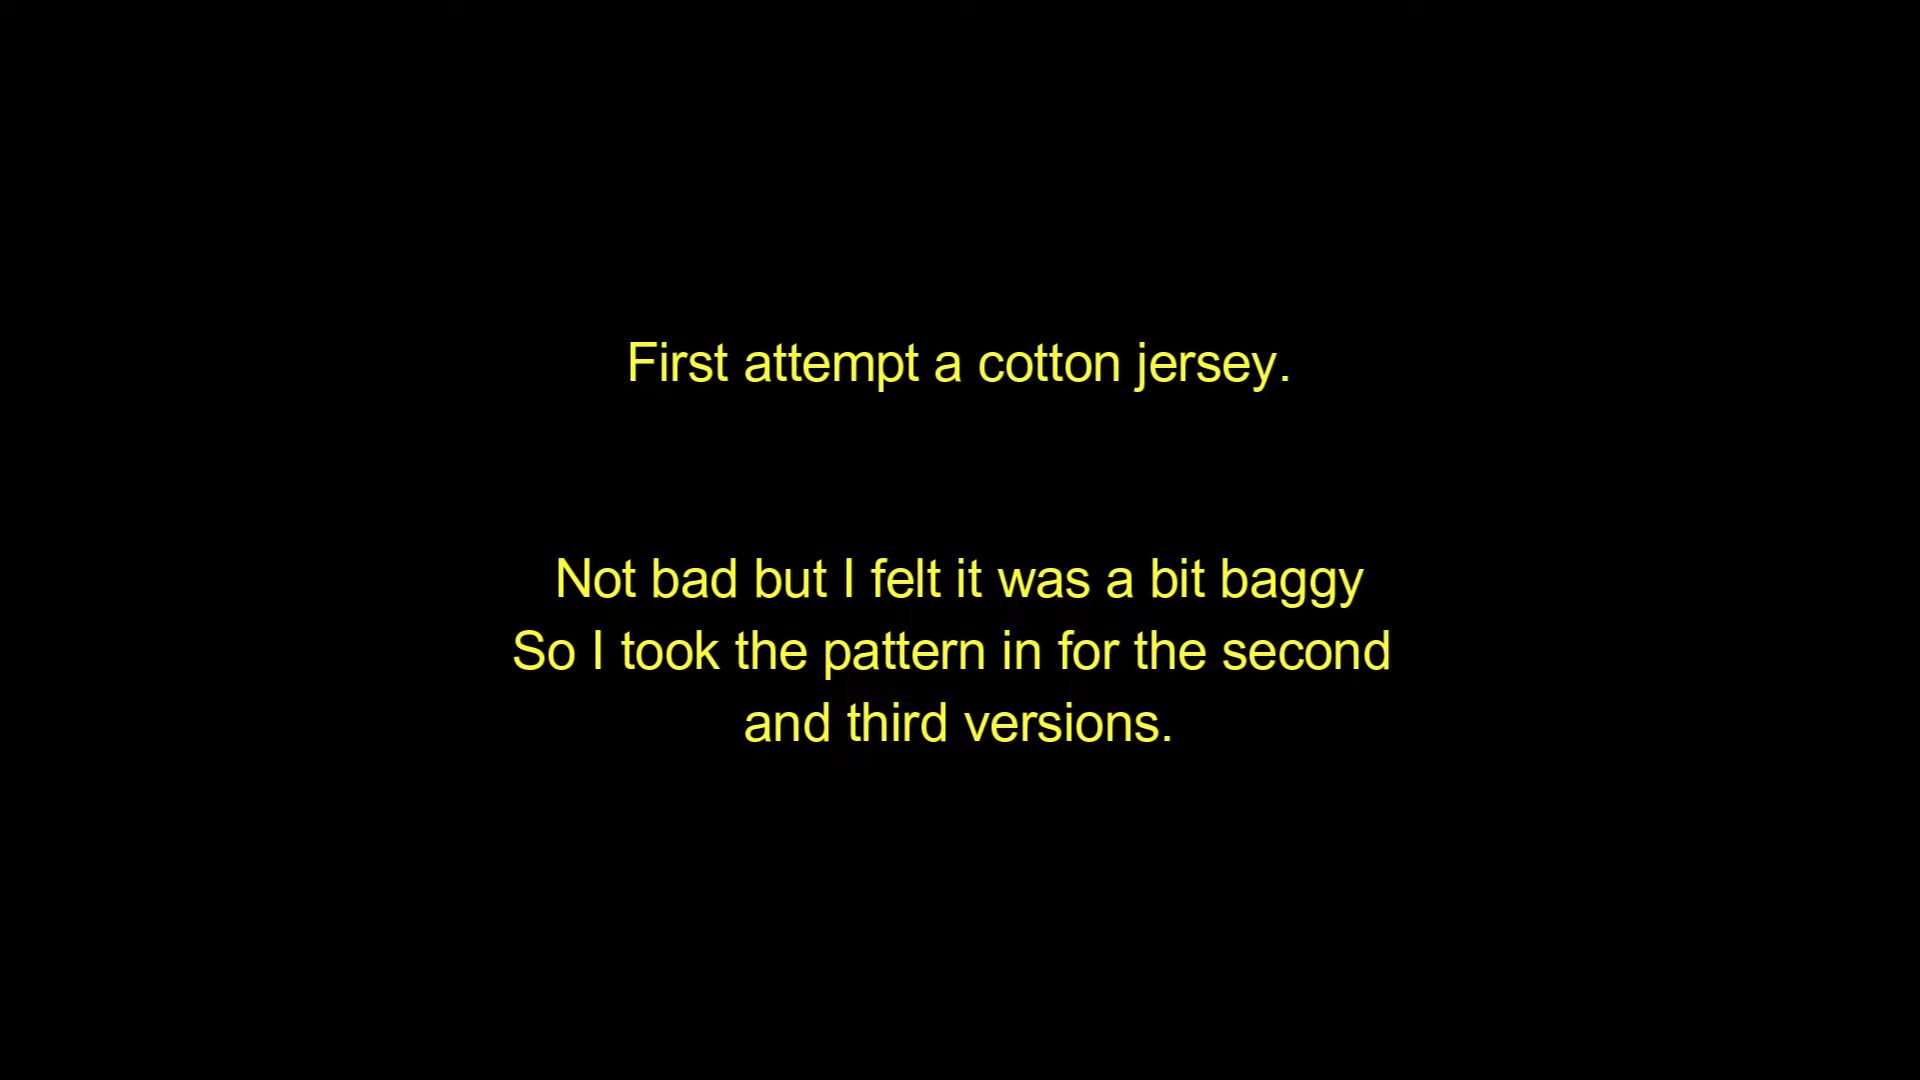 First attempt a cotton jersey.
Not bad but I felt it was a bit baggy
So I took the pattern in for the second
and third versions.